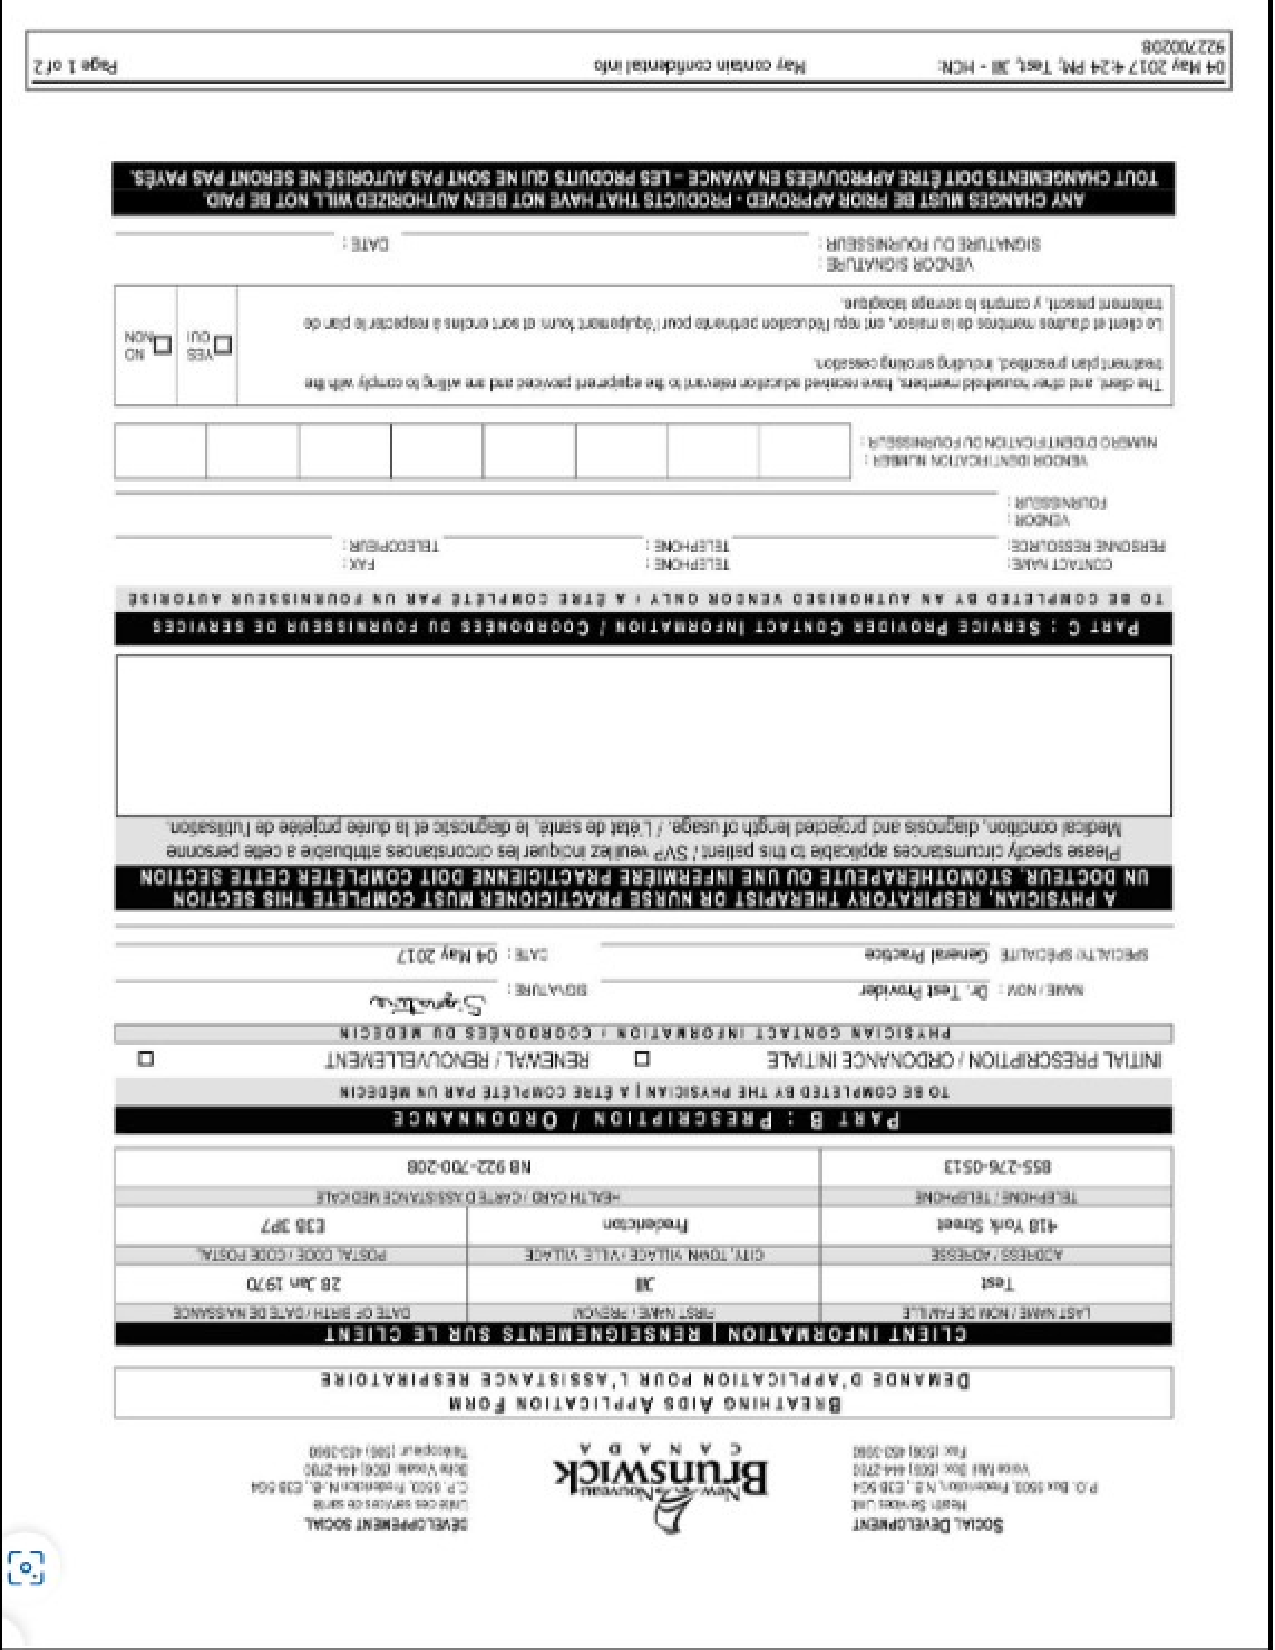 SOCIAL DEVELOPMENT
Health Services Unit
P.O. Box 5500, Fredericton, N.B., E3B 5G4
Voice Mail Box: (506) 444-2700
Fax: (506) 453-3960
New Nouveau
Brunswick
CANADA
DÉVELOPPEMENT SOCIAL
Unité des services de santé
C.P. 5500, Fredericton N.-B., E3B 5G4
Boîte Vocale: (506) 444-2700
Télécopieur (506) 453-3960
BREATHING AIDS APPLICATION FORM
DEMANDE D'APPLICATION POUR L'ASSISTANCE RESPIRATOIRE
CLIENT INFORMATION | RENSEIGNEMENTS SUR LE CLIENT
LAST NAME / NOM DE FAMILLE FIRST NAME / PRENOM DATE OF BIRTH / DATE DE NAISSANCE
Test Jill 28 Jan 1970
ADDRESS / ADRESSE CITY, TOWN VILLAGE / VILLE, VILLAGE POSTAL CODE / CODE POSTAL
418 York Street Fredericton E3B 3P7
TELEPHONE / TELEPHONE HEALTH CARD / CARTE D'ASSISTANCE MEDICALE
855-276-0513 NB 922-700-208
PART B : PRESCRIPTION / ORDONNANCE
TO BE COMPLETED BY THE PHYSICIAN | A ÊTRE COMPLÉTÉ PAR UN MÉDECIN
INITIAL PRESCRIPTION / ORDONANCE INITIALE RENEWAL / RENOUVELLEMENT
PHYSICIAN CONTACT INFORMATION / COORDONÉES DU MEDECIN
NAME / NOM : Dr. Test Provider SIGNATURE : Signature
SPECIALTY/ SPÉCIALITÉ General Practice DATE : 04 May 2017
A PHYSICIAN, RESPIRATORY THERAPIST OR NURSE PRACTICIONER MUST COMPLETE THIS SECTION
UN DOCTEUR, STOMOTHÉRAPEUTE OU UNE INFERMIÈRE PRACTICIENNE DOIT COMPLÉTER CETTE SECTION
Please specify circumstances applicable to this patient / SVP veuillez indiquer les circonstances attribuable a cette personne
Medical condition, diagnosis and projected length of usage. / L'état de santé, le diagnostic et la durée projetée de l'utilisation.
PART C : SERVICE PROVIDER CONTACT INFORMATION / COORDONÉES DU FOURNISSEUR DE SERVICES
TO BE COMPLETED BY AN AUTHORISED VENDOR ONLY / A ÊTRE COMPLÉTÉ PAR UN FOURNISSEUR AUTORISÉ
CONTACT NAME: TELEPHONE : FAX :
PERSONNE RESSOURCE: TELEPHONE : TELECOPIEUR :
VENDOR :
FOURNISSEUR :
VENDOR IDENTIFICATION NUMBER :
NUMÉRO D'IDENTIFICATION DU FOURNISSEUR :
The client, and other household members, have received education relevant to the equipment provided and are willing to comply with the
treatment plan prescribed, including smoking cessation.
Le client et d'autres membres de la maison, ont reçu l'éducation pertinente pour l'équipement fourni et sont enclins à respecter le plan de
traitement prescrit, y compris le sevrage tabagique.
YES
OUI
NO
NON
VENDOR SIGNATURE :
SIGNATURE DU FOURNISSEUR : DATE :
ANY CHANGES MUST BE PRIOR APPROVED - PRODUCTS THAT HAVE NOT BEEN AUTHORIZED WILL NOT BE PAID.
TOUT CHANGEMENTS DOIT ÊTRE APPROUVÉES EN AVANCE – LES PRODUITS QUI NE SONT PAS AUTORISÉ NE SERONT PAS PAYÉS.
04 May 2017 4:24 PM; Test, Jill - HCN: May contain confidential info Page 1 of 2
922700208